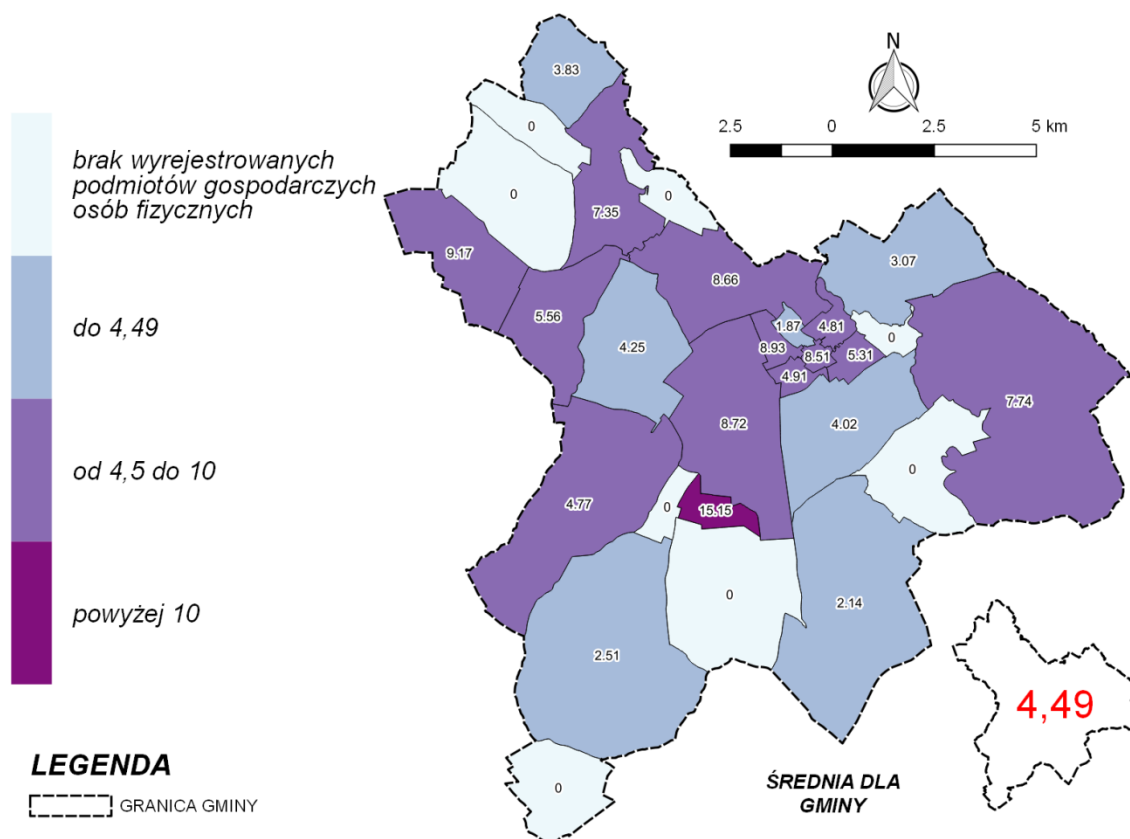 3.83
N
2.5 0 2.5 5 km
brak wyrejestrowanych
podmiotów gospodarczych
osób fizycznych
0
0
0
7.35
9.17
3.07
8.66
5.56
1.87
4.81
0
4.25
8.93
8.51
5.31
4.91
do 4,49
7.74
8.72
4.02
od 4,5 do 10
0
4.77
0
15.15
powyżej 10
0
2.14
2.51
4,49
LEGENDA
GRANICA GMINY
0
ŚREDNIA DLA
GMINY